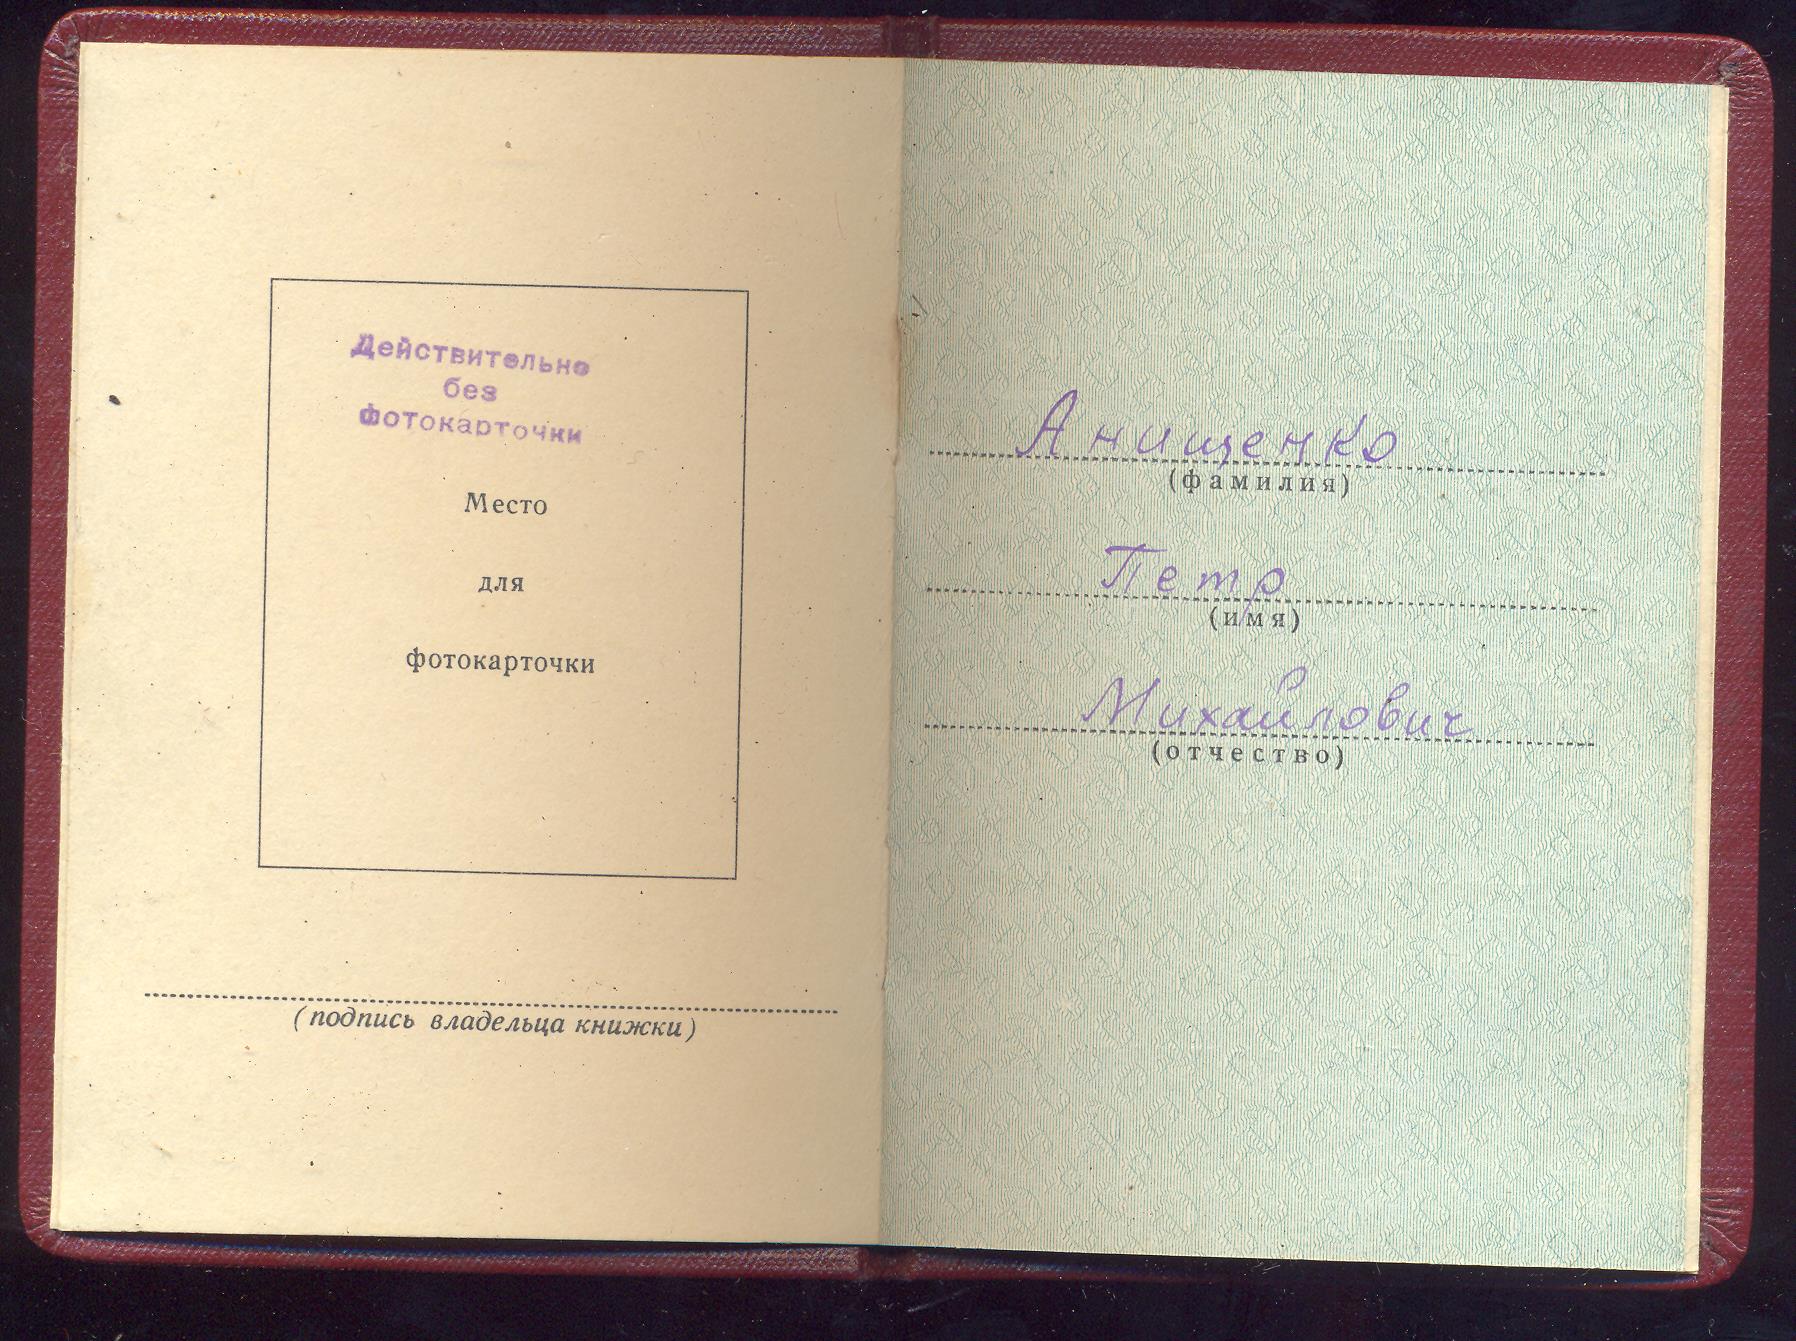 Действительно
без
фотокарточки
Место
для
фотокарточки
(подпись владельца книжки)
Анищенко
(фамилия)
Петр
(имя)
Михайлович
(отчество)